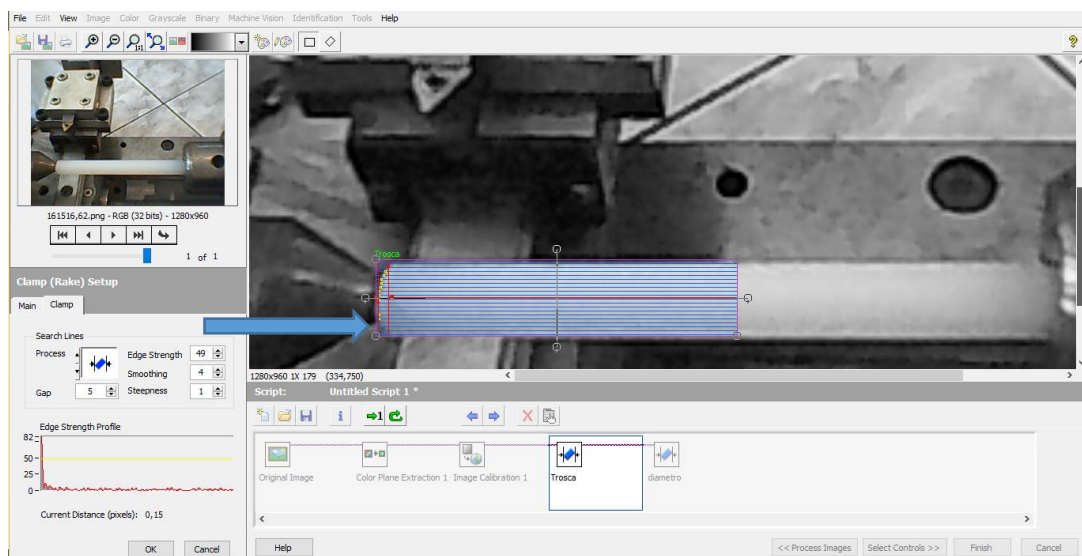 File Edit View Image Color Grayscale Binary Machine Vision Identification Tools Help
1:1
?
161516,62.png - RGB (32 bits) - 1280x960
1 of 1
Clamp (Rake) Setup
Main Clamp
Search Lines
Process
Edge Strength 49
Smoothing 4
Gap 5
Steepness 1
Edge Strength Profile
82
50
25
0
Current Distance (pixels): 0,15
OK Cancel
Trosca
1280x960 1X 179 (334,750)
Script: Untitled Script 1 *
1
Original Image Color Plane Extraction 1 Image Calibration 1 Trosca diametro
Help << Process Images Select Controls >> Finish Cancel